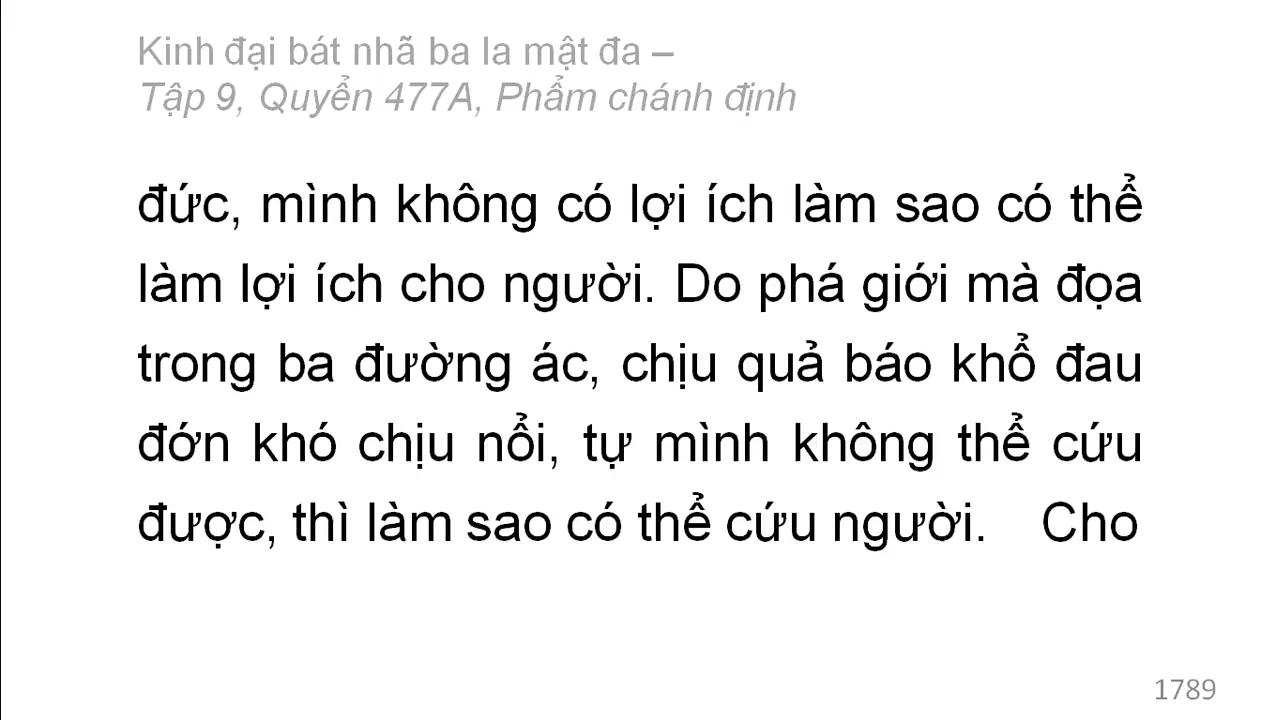 Kinh đại bát nhã ba la mật đa –
Tập 9, Quyển 477A, Phẩm chánh định
đức, mình không có lợi ích làm sao có thể
làm lợi ích cho người. Do phá giới mà đọa
trong ba đường ác, chịu quả báo khổ đau
đớn khó chịu nổi, tự mình không thể cứu
được, thì làm sao có thể cứu người. Cho
1789